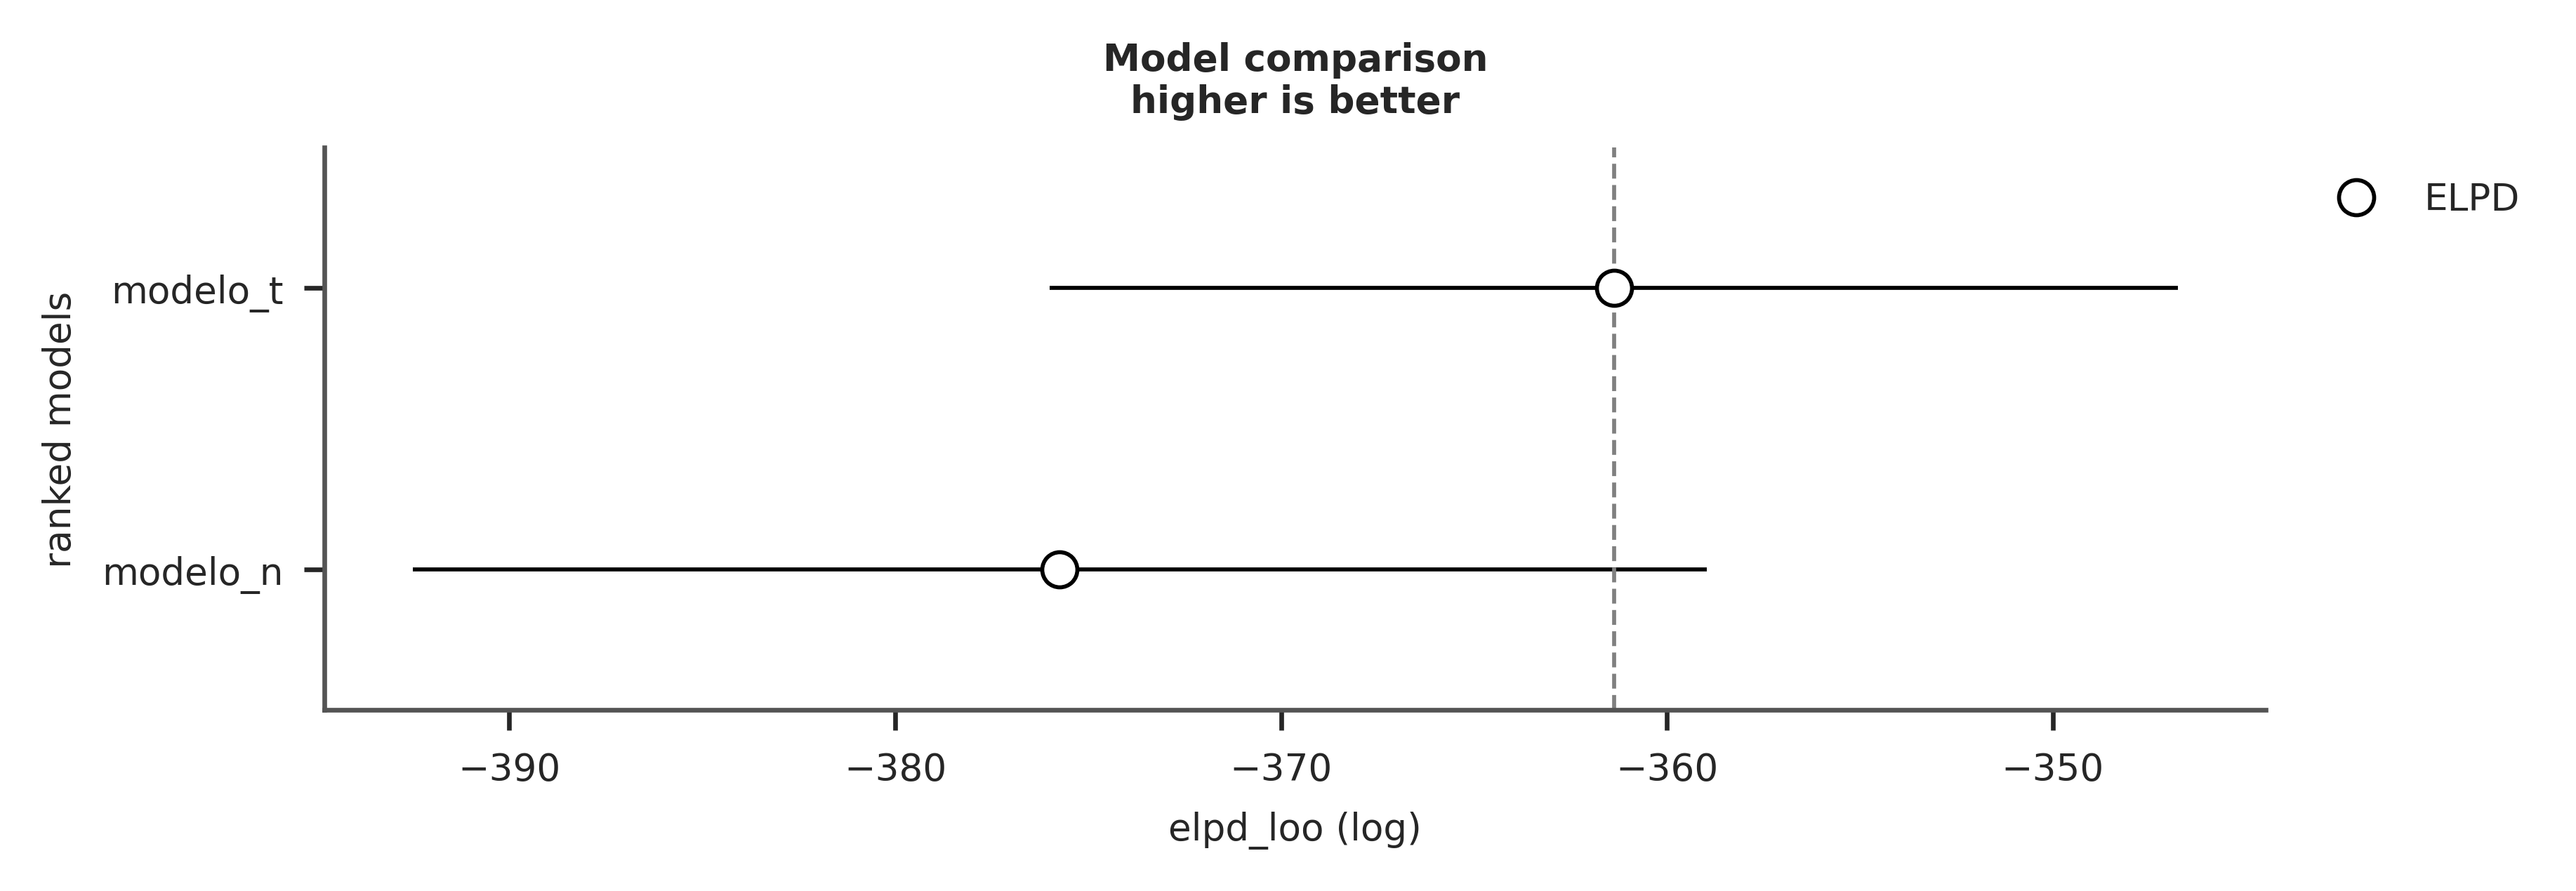 Model comparison
higher is better
ELPD
modelo_t
modelo_n
ranked models
−390
−380
−370
−360
−350
elpd_loo (log)